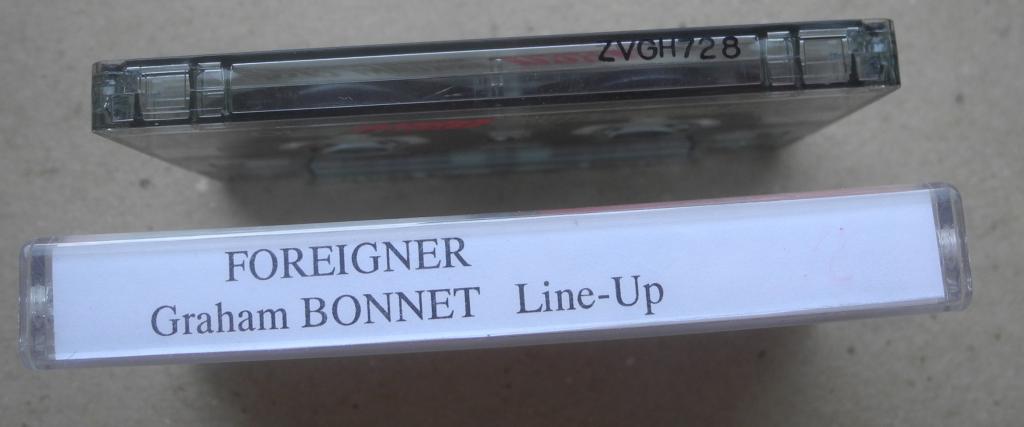 ZVGH728
FOREIGNER
Graham BONNET Line-Up